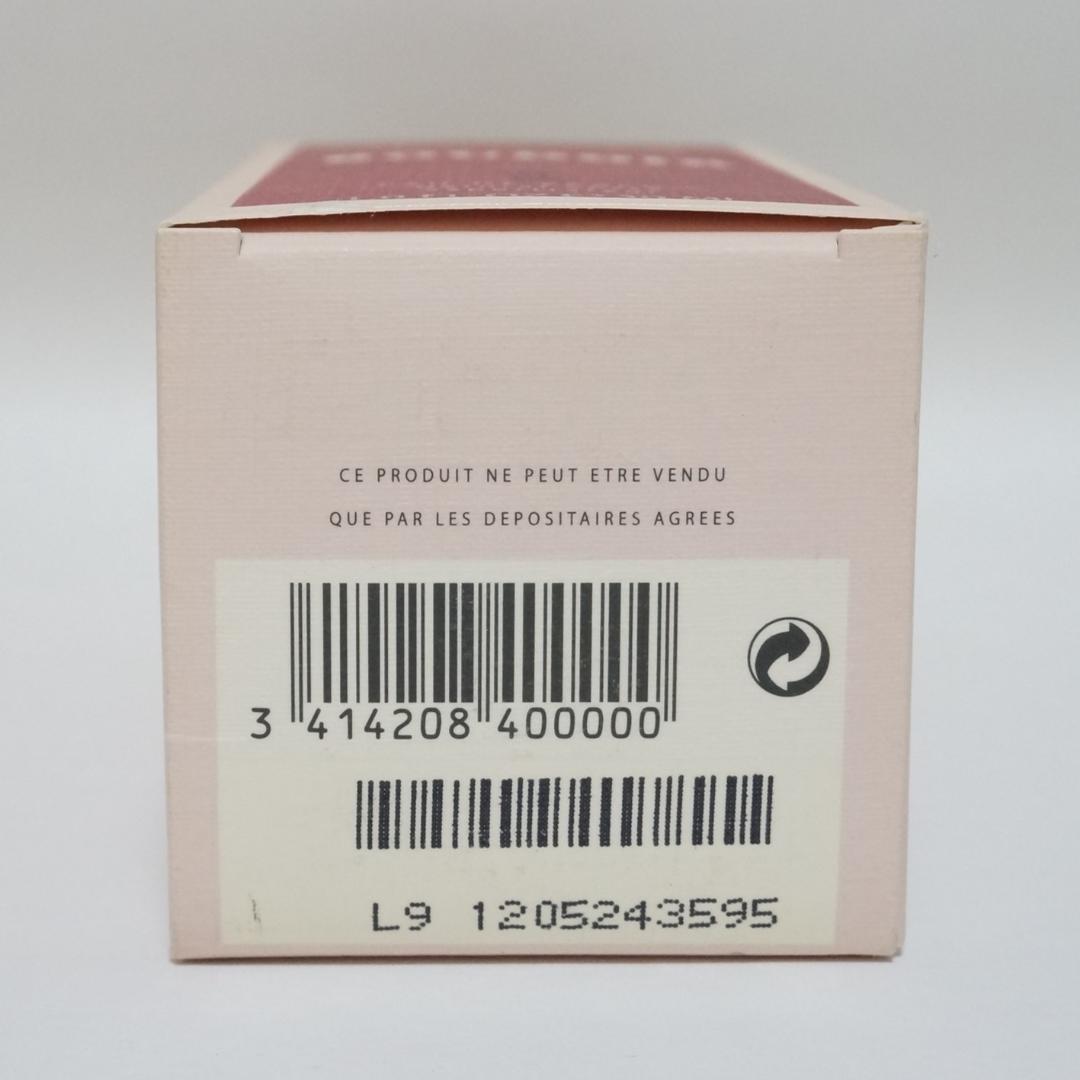 CE PRODUIT NE PEUT ETRE VENDU
QUE PAR LES DEPOSITAIRES AGREES
3 414208 400000
L9 1205243595